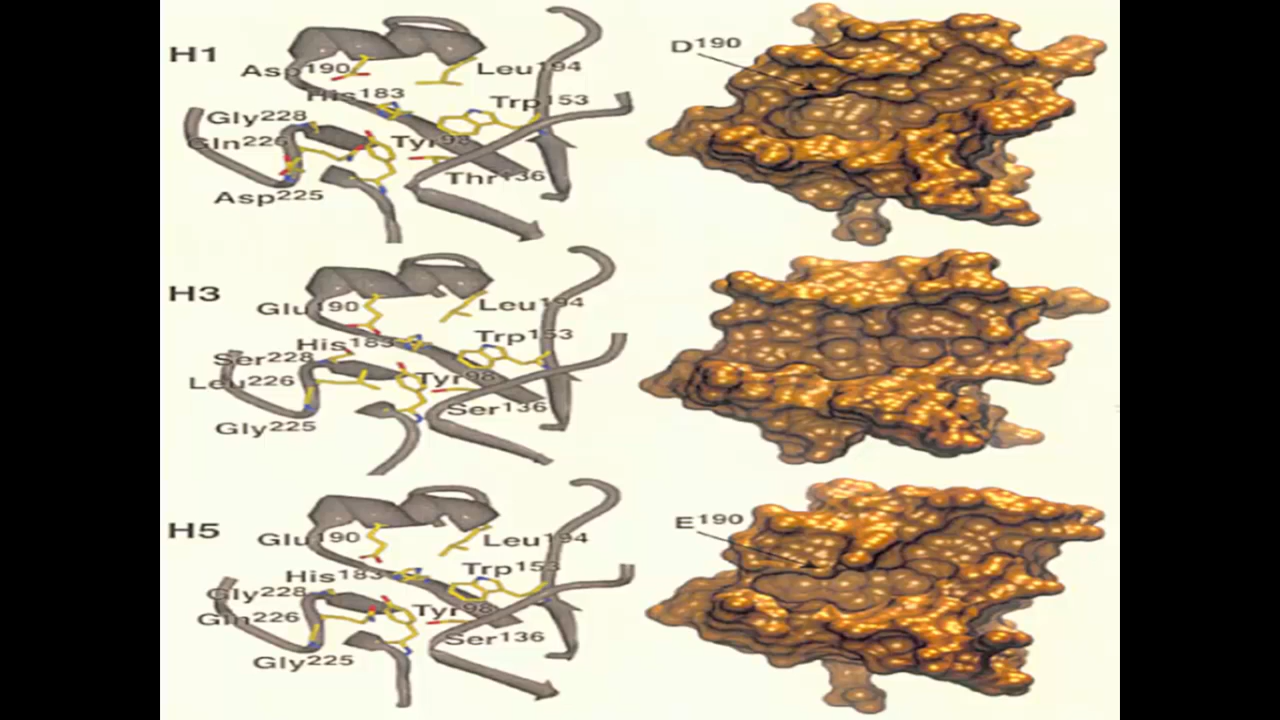 H1
D190
Asp190
Leu194
His183
Trp153
Gly228
Gln226
Tyr98
Thr136
Asp225
H3
Glu190
Leu194
Trp153
His183
Ser228
Leu226
Tyr98
Ser136
Gly225
H5
E190
Glu190
Leu194
His183
Trp153
Gly228
Gln226
Tyr98
Ser136
Gly225